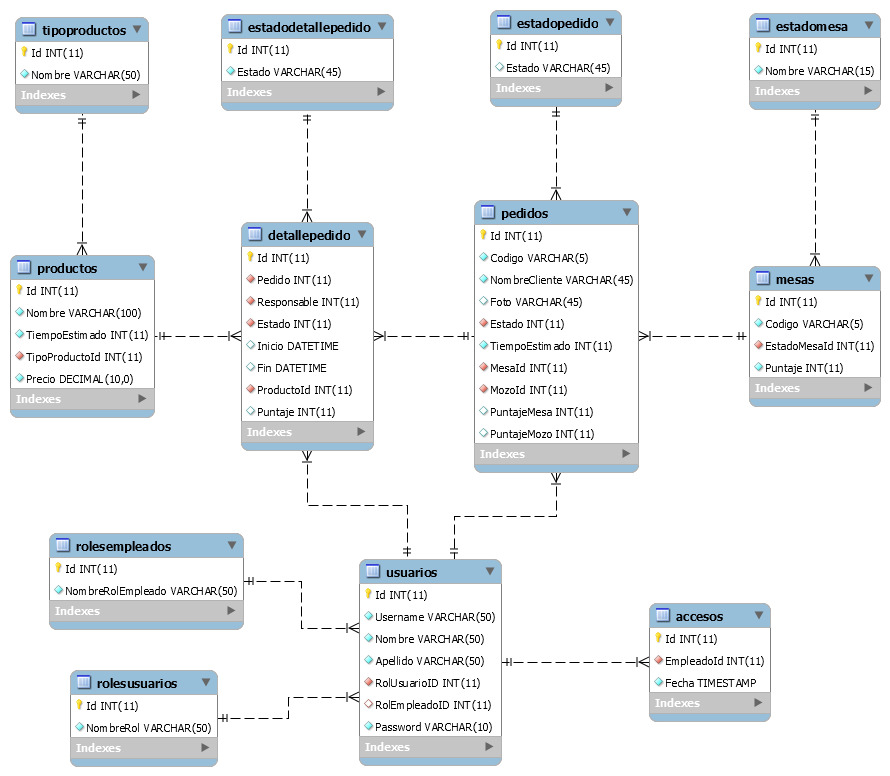 tipoproductos
Id INT(11)
Nombre VARCHAR(50)
Indexes
estadodetallepedido
Id INT(11)
Estado VARCHAR(45)
Indexes
estadopedido
Id INT(11)
Estado VARCHAR(45)
Indexes
estadomesa
Id INT(11)
Nombre VARCHAR(15)
Indexes
productos
Id INT(11)
Nombre VARCHAR(100)
TiempoEstimado INT(11)
TipoProductoId INT(11)
Precio DECIMAL(10,0)
Indexes
detallepedido
Id INT(11)
Pedido INT(11)
Responsable INT(11)
Estado INT(11)
Inicio DATETIME
Fin DATETIME
ProductoId INT(11)
Puntaje INT(11)
Indexes
pedidos
Id INT(11)
Codigo VARCHAR(5)
NombreCliente VARCHAR(45)
Foto VARCHAR(45)
Estado INT(11)
TiempoEstimado INT(11)
MesaId INT(11)
MozoId INT(11)
PuntajeMesa INT(11)
PuntajeMozo INT(11)
Indexes
mesas
Id INT(11)
Codigo VARCHAR(5)
EstadoMesaId INT(11)
Puntaje INT(11)
Indexes
rolesempleados
Id INT(11)
NombreRolEmpleado VARCHAR(50)
Indexes
rolesusuarios
Id INT(11)
NombreRol VARCHAR(50)
Indexes
usuarios
Id INT(11)
Username VARCHAR(50)
Nombre VARCHAR(50)
Apellido VARCHAR(50)
RolUsuarioID INT(11)
RolEmpleadoID INT(11)
Password VARCHAR(10)
Indexes
accesos
Id INT(11)
EmpleadoId INT(11)
Fecha TIMESTAMP
Indexes